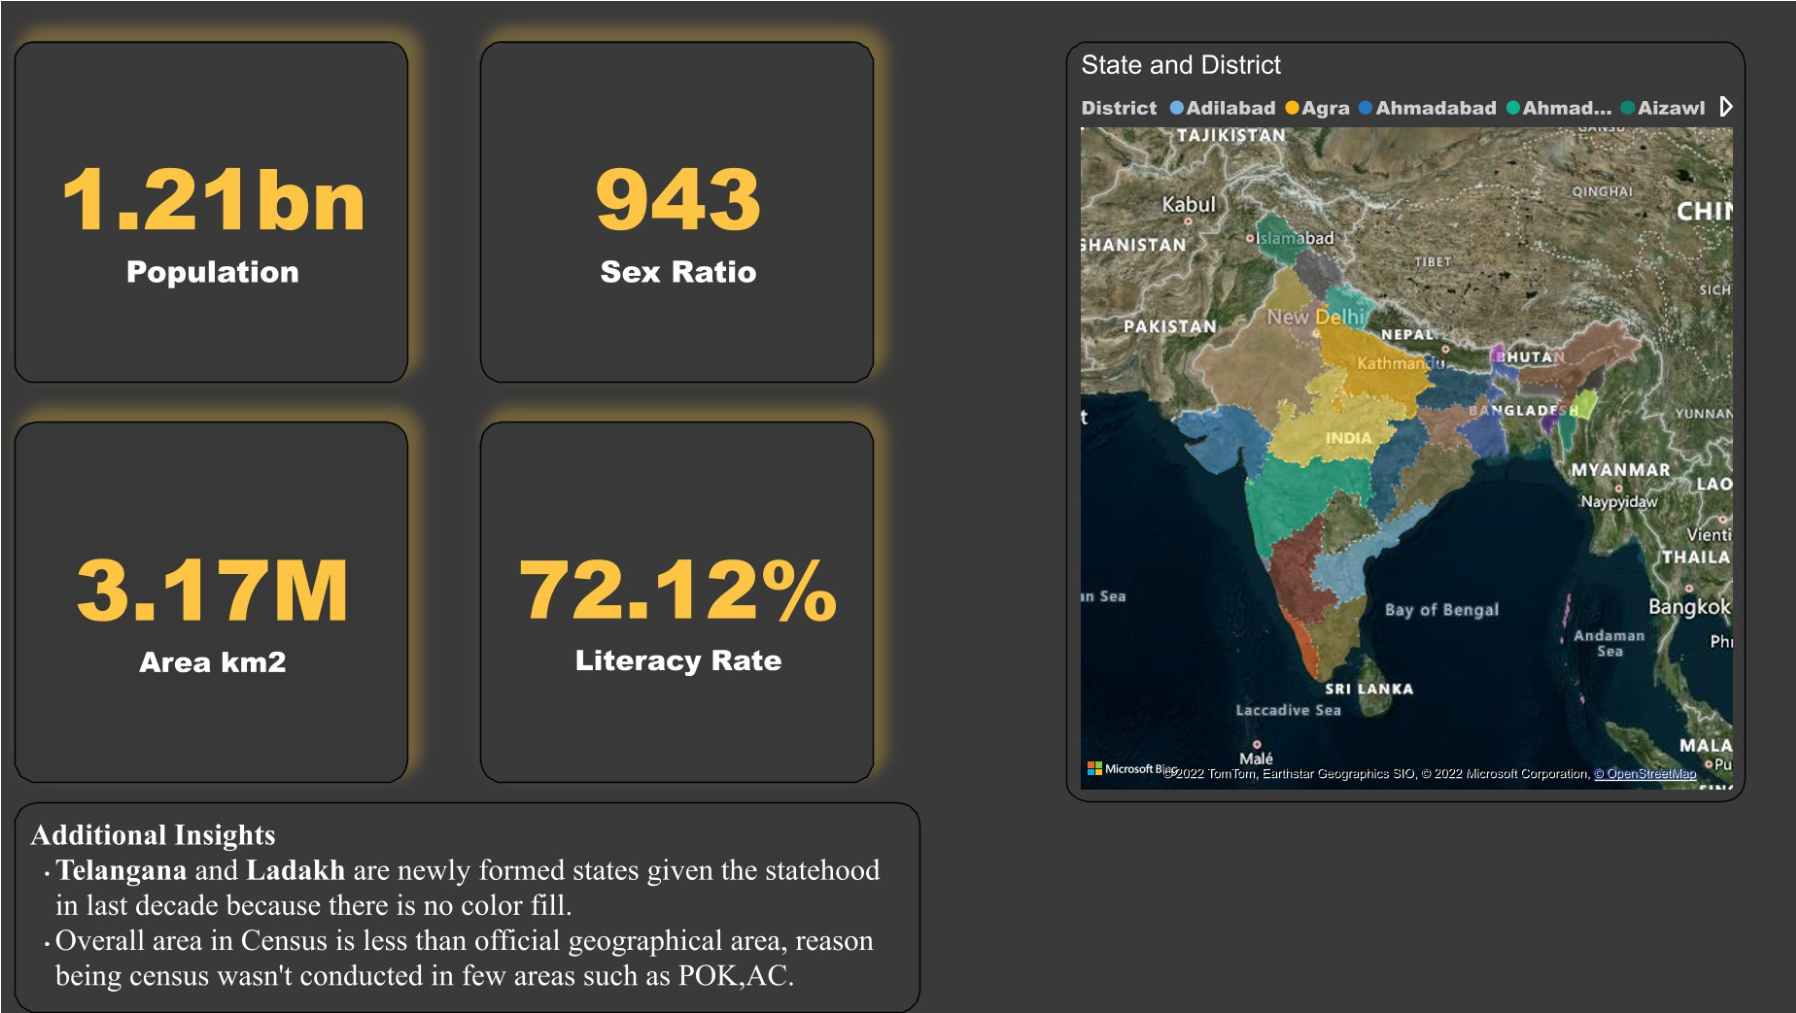 1.21bn
Population
943
Sex Ratio
3.17M
Area km2
72.12%
Literacy Rate
Additional Insights
· Telangana and Ladakh are newly formed states given the statehood
in last decade because there is no color fill.
· Overall area in Census is less than official geographical area, reason
being census wasn't conducted in few areas such as POK,AC.
State and District
District Adilabad Agra Ahmadabad Ahmad... Aizawl
TAJIKISTAN
GANSU
QINGHAI
Kabul
CHIN
GHANISTAN
Islamabad
TIBET
SICH
PAKISTAN
New Delhi
NEPAL
Kathmandu
BHUTAN
BANGLADESH
YUNNAN
t
INDIA
MYANMAR
LAO
Naypyidaw
Vienti
THAILA
an Sea
Bay of Bengal
Bangkok
Andaman
Sea
Phi
SRI LANKA
Laccadive Sea
Malé
MALA
Pu
Microsoft Bing
©2022 TomTom, Earthstar Geographics SIO, © 2022 Microsoft Corporation, © OpenStreetMap